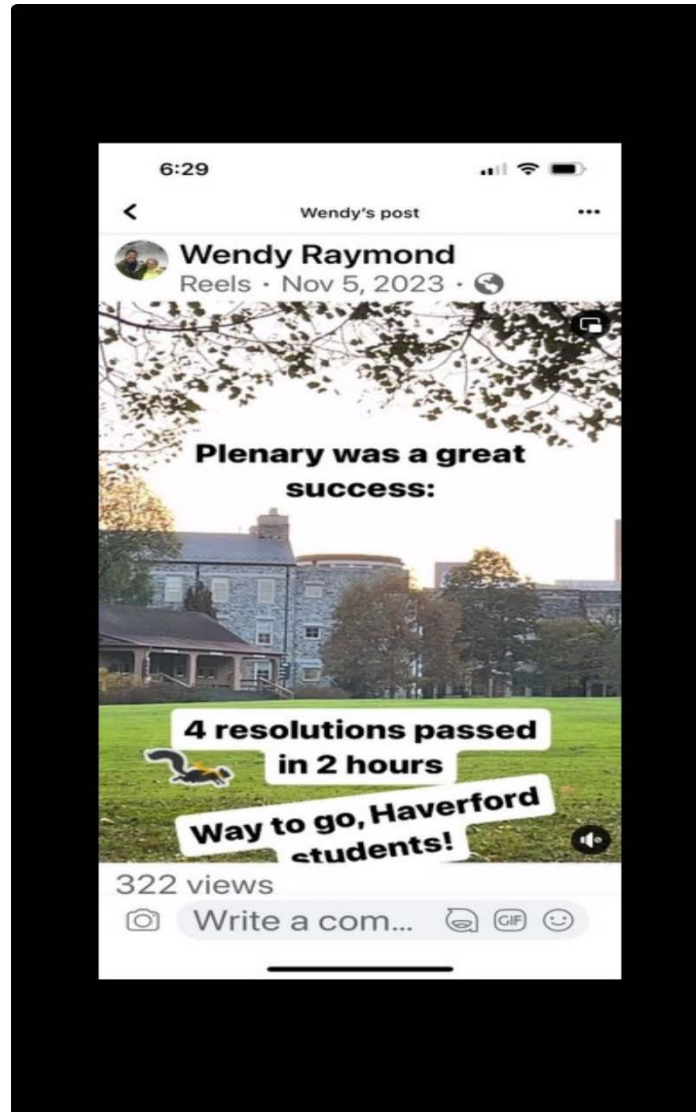 6:29
Wendy's post
Wendy Raymond
Reels · Nov 5, 2023 ·
Plenary was a great
success:
4 resolutions passed
in 2 hours
Way to go, Haverford
students!
322 views
Write a com...
GIF